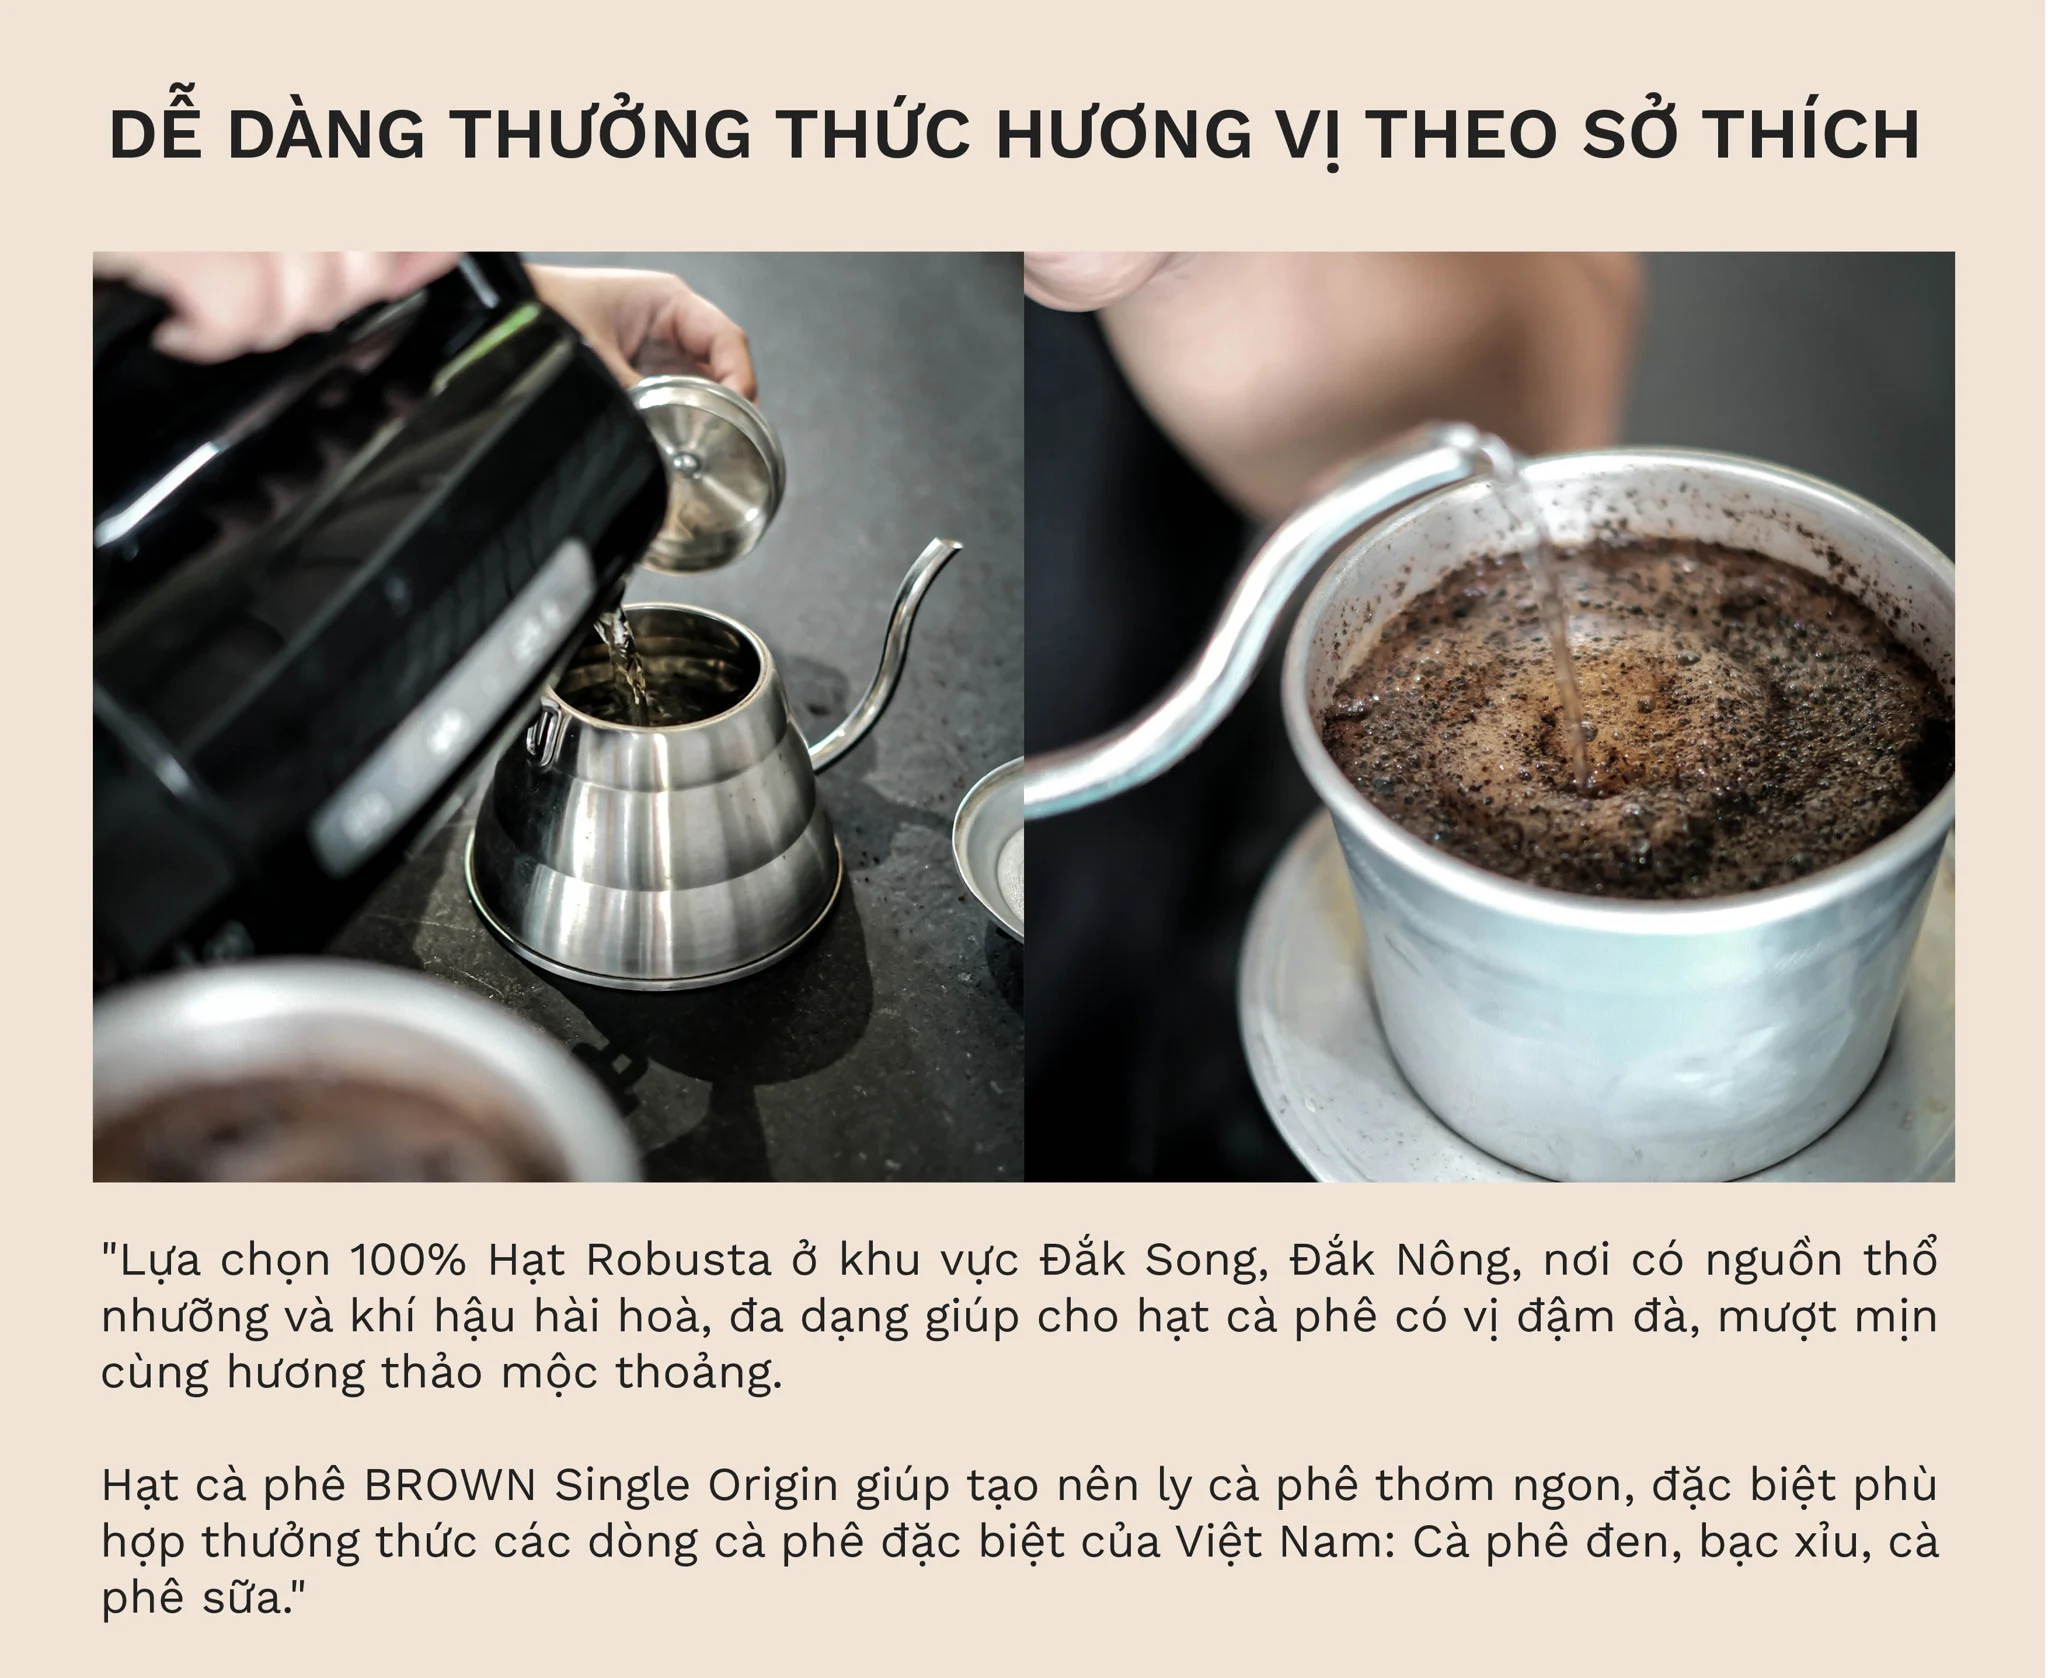 DỄ DÀNG THƯỞNG THỨC HƯƠNG VỊ THEO SỞ THÍCH
"Lựa chọn 100% Hạt Robusta ở khu vực Đắk Song, Đắk Nông, nơi có nguồn thổ
nhưỡng và khí hậu hài hoà, đa dạng giúp cho hạt cà phê có vị đậm đà, mượt mịn
cùng hương thảo mộc thoảng.
Hạt cà phê BROWN Single Origin giúp tạo nên ly cà phê thơm ngon, đặc biệt phù
hợp thưởng thức các dòng cà phê đặc biệt của Việt Nam: Cà phê đen, bạc xỉu, cà
phê sữa."